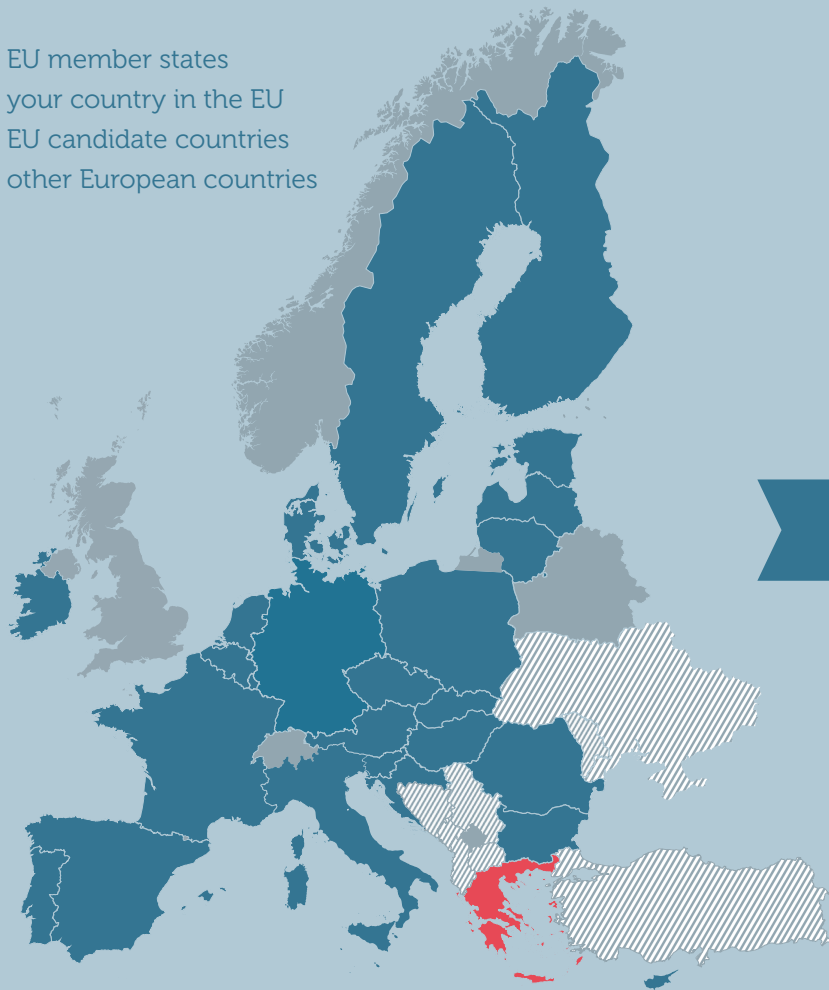 EU member states
your country in the EU
EU candidate countries
other European countries